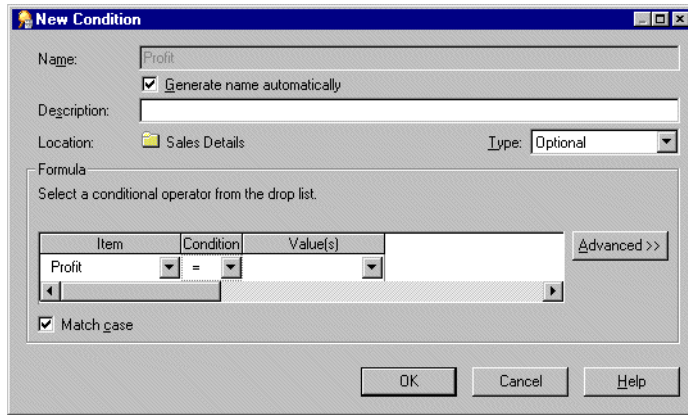 New Condition
Name: Profit
Generate name automatically
Description:
Location: Sales Details Type: Optional
Formula
Select a conditional operator from the drop list.
Item Condition Value(s)
Advanced >>
Profit =
Match case
OK Cancel Help